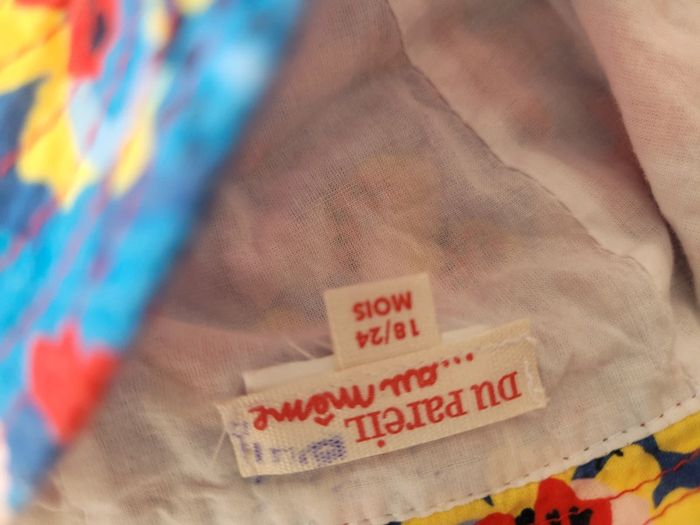 DU PaReiL
...au même
18/24
MOIS